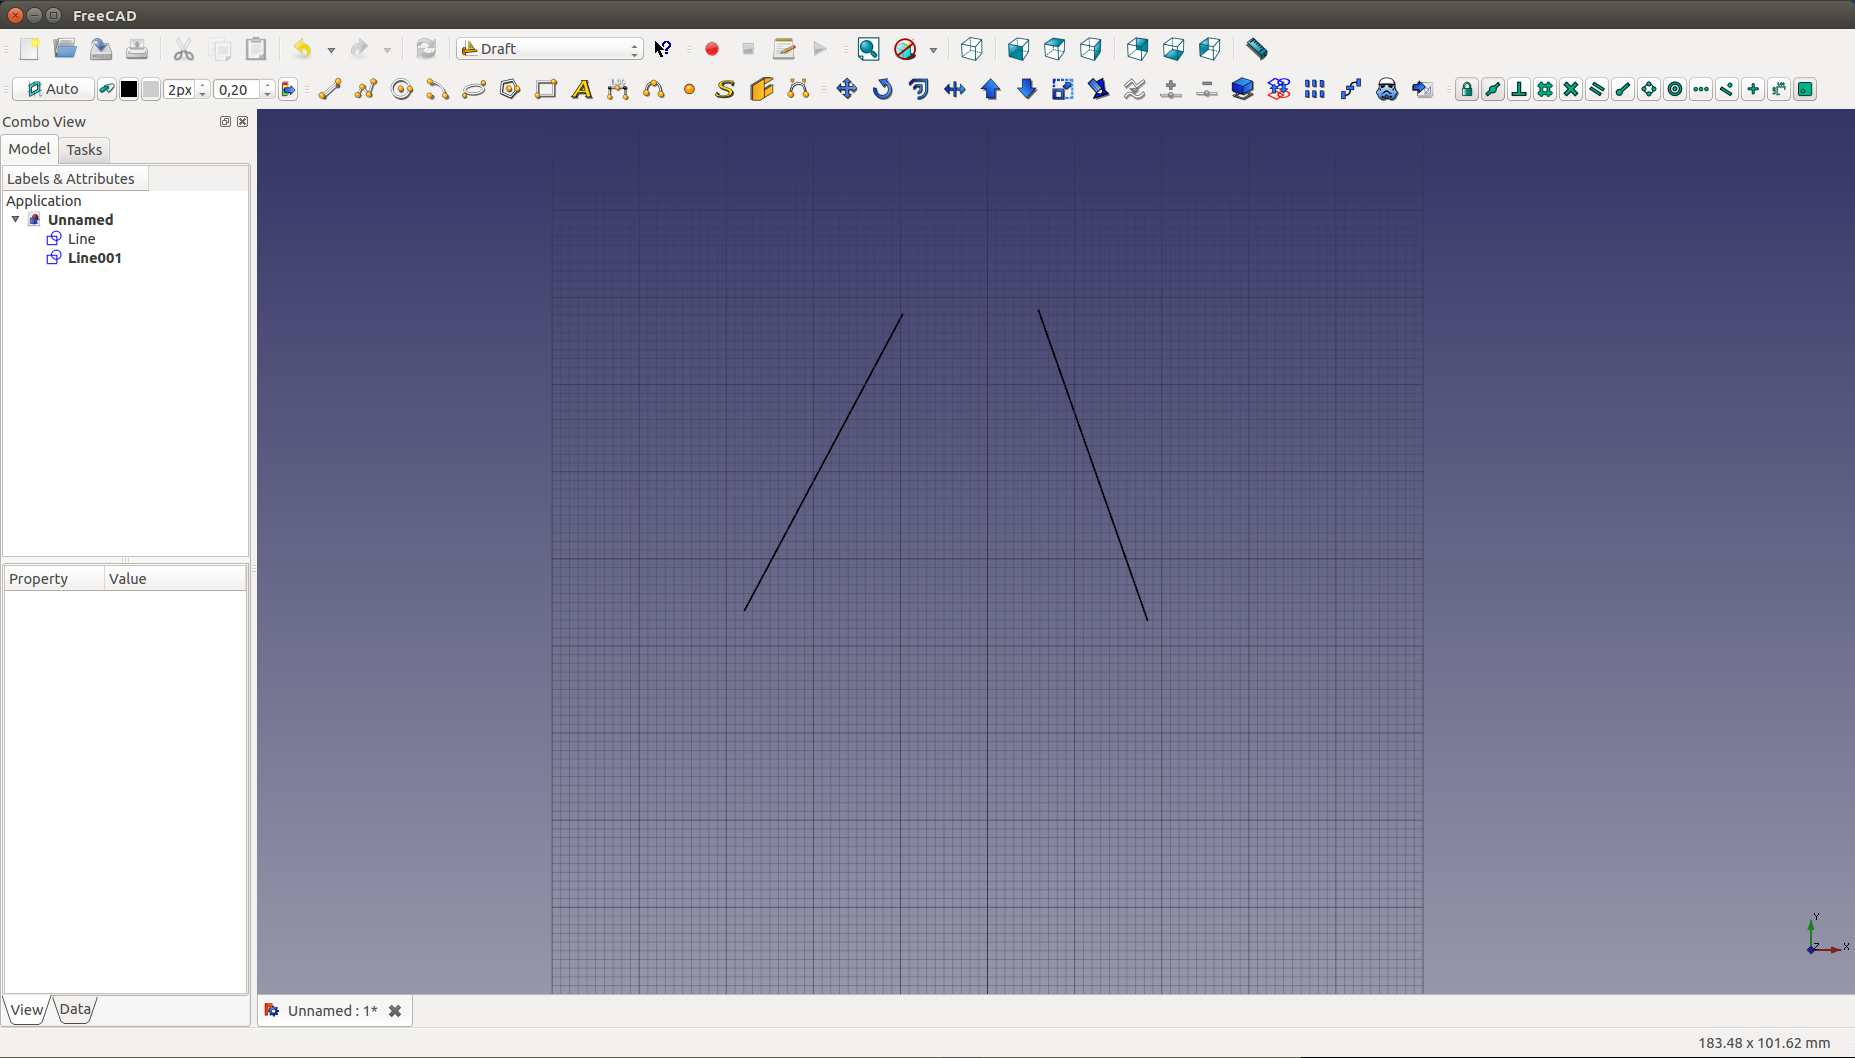 FreeCAD
Draft
Auto
2px
0,20
Combo View
Model
Tasks
Labels & Attributes
Application
Unnamed
Line
Line001
Property
Value
View
Data
Unnamed : 1*
Y
Z
X
183.48 x 101.62 mm